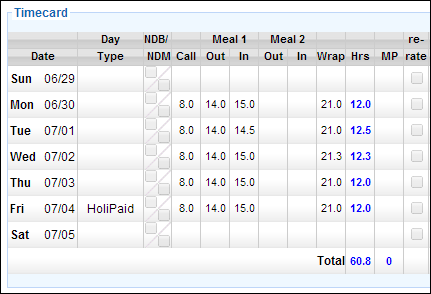 Timecard
Day NDB/ Meal 1 Meal 2 re-
Date Type NDM Call Out In Out In Wrap Hrs MP rate
Sun 06/29
Mon 06/30 8.0 14.0 15.0 21.0 12.0
Tue 07/01 8.0 14.0 14.5 21.0 12.5
Wed 07/02 8.0 14.0 15.0 21.3 12.3
Thu 07/03 8.0 14.0 15.0 21.0 12.0
Fri 07/04 HoliPaid 8.0 14.0 15.0 21.0 12.0
Sat 07/05
Total 60.8 0